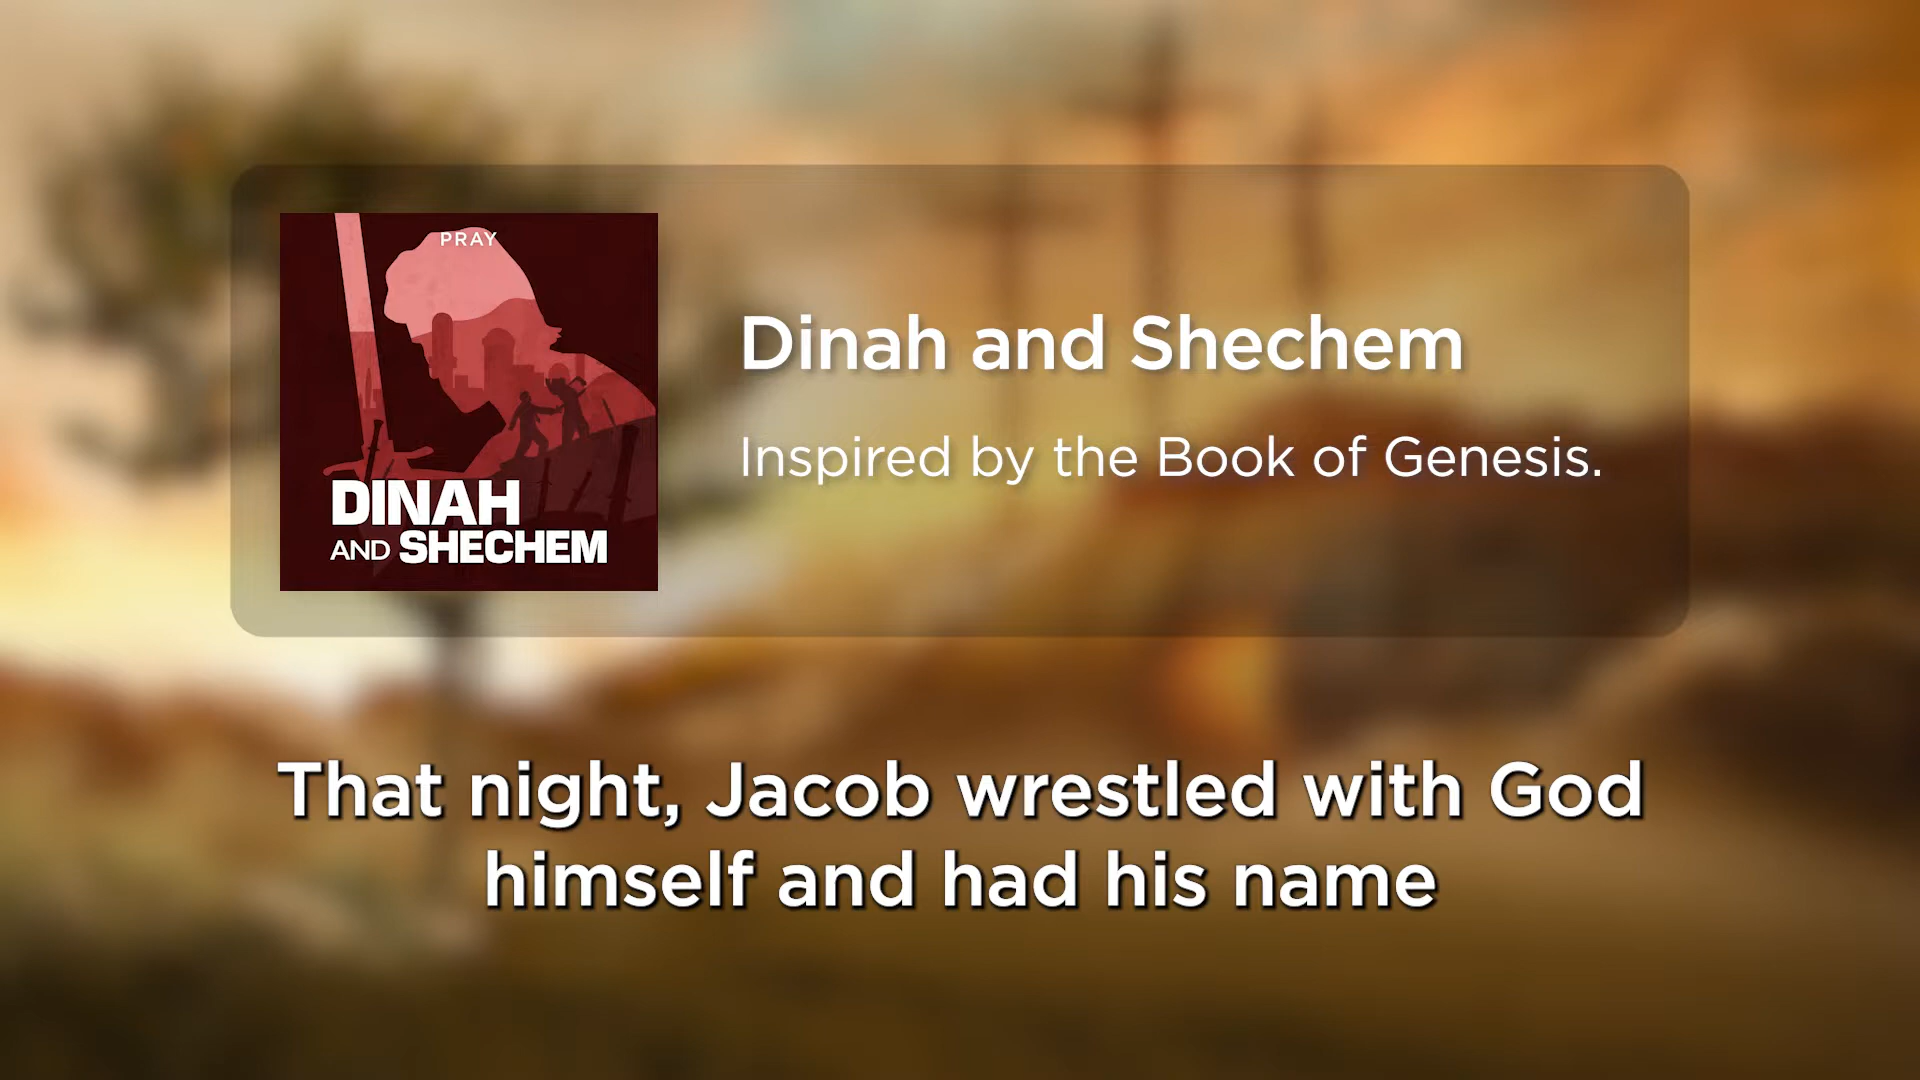 PRAY
DINAH
AND SHECHEM
Dinah and Shechem
Inspired by the Book of Genesis.
That night, Jacob wrestled with God
himself and had his name